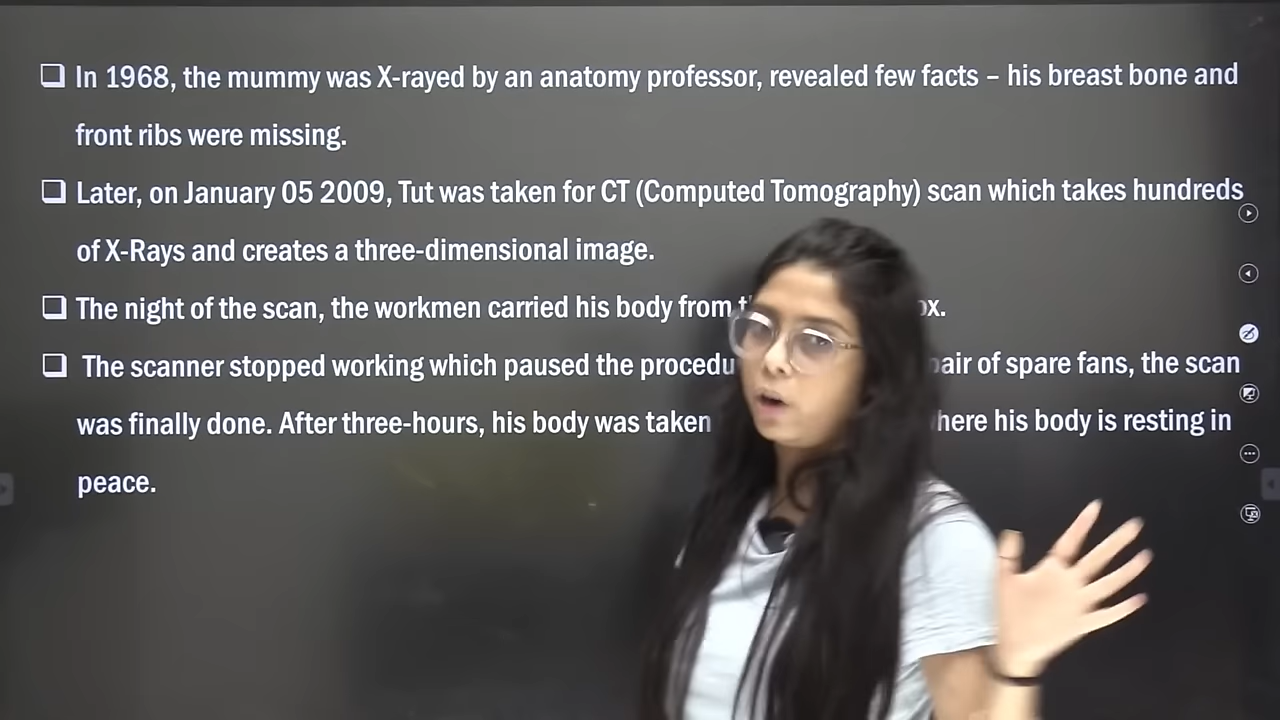 In 1968, the mummy was X-rayed by an anatomy professor, revealed few facts – his breast bone and
front ribs were missing.
Later, on January 05 2009, Tut was taken for CT (Computed Tomography) scan which takes hundreds
of X-Rays and creates a three-dimensional image.
The night of the scan, the workmen carried his body from
The scanner stopped working which paused the of spare fans, the scan
was finally done. After three-hours, his body was taken his body is resting in
peace.